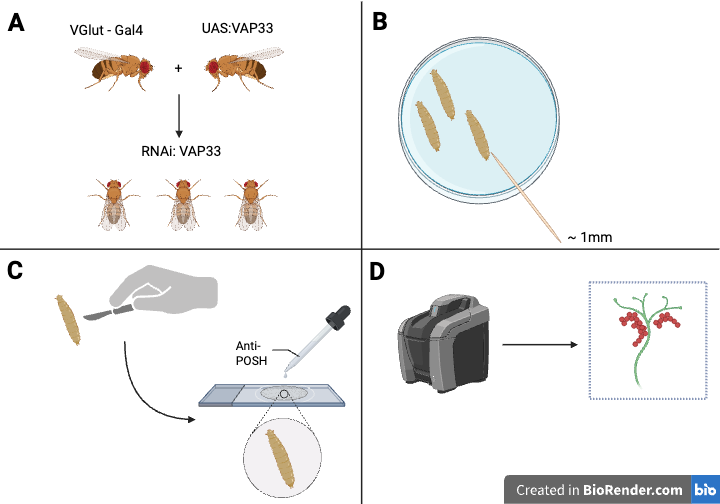 A
VGlut - Gal4
UAS:VAP33
+
RNAi: VAP33
B
~ 1mm
C
Anti-
POSH
D
Created in BioRender.com
bio